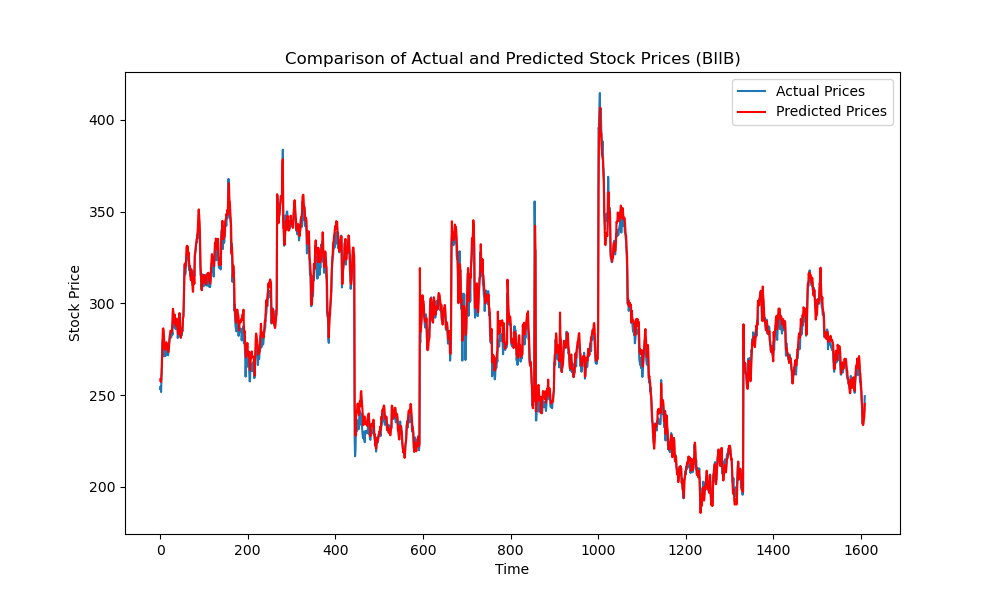 Comparison of Actual and Predicted Stock Prices (BIIB)
Actual Prices
Predicted Prices
400
350
300
250
200
Stock Price
0 200 400 600 800 1000 1200 1400 1600
Time